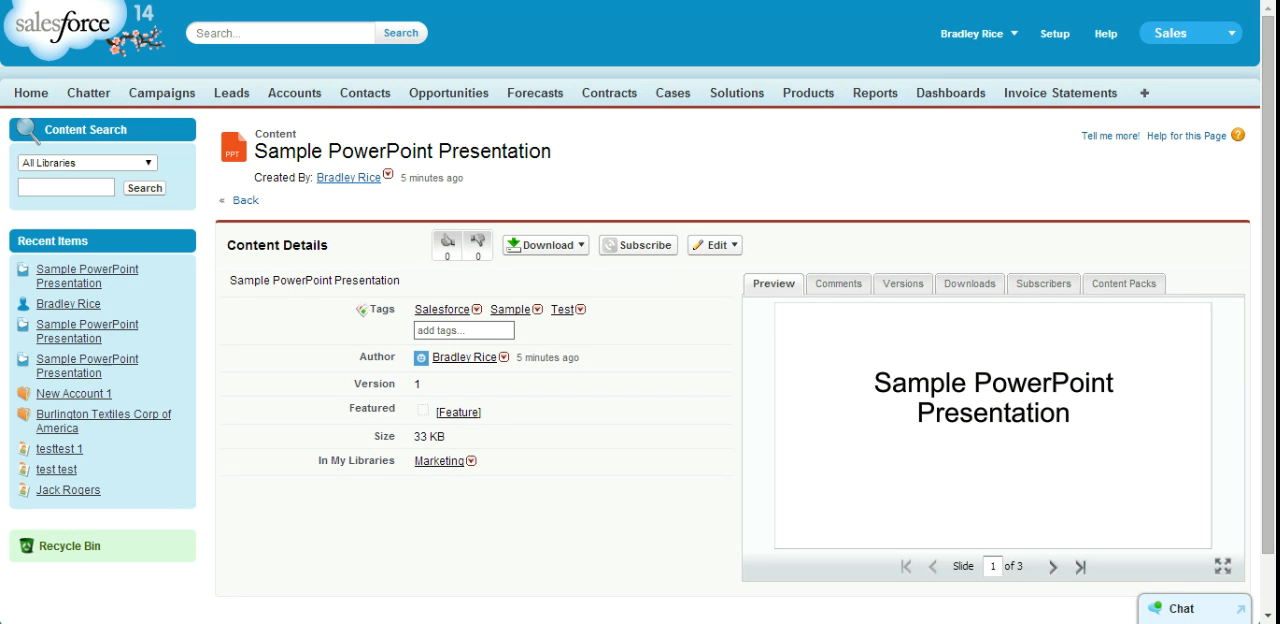 salesforce
14
Search...
Search
Bradley Rice
Setup
Help
Sales
Home Chatter Campaigns Leads Accounts Contacts Opportunities Forecasts Contracts Cases Solutions Products Reports Dashboards Invoice Statements +
Content Search
All Libraries
Search
Recent Items
Sample PowerPoint
Presentation
Bradley Rice
Sample PowerPoint
Presentation
Sample PowerPoint
Presentation
New Account 1
Burlington Textiles Corp of
America
testtest 1
test test
Jack Rogers
Recycle Bin
PPT
Content
Sample PowerPoint Presentation
Created By: Bradley Rice 5 minutes ago
« Back
Tell me more! Help for this Page ?
Content Details
0 0
Download
Subscribe
Edit
Sample PowerPoint Presentation
Tags Salesforce Sample Test
add tags...
Author Bradley Rice 5 minutes ago
Version 1
Featured [Feature]
Size 33 KB
In My Libraries Marketing
Preview Comments Versions Downloads Subscribers Content Packs
Sample PowerPoint
Presentation
Slide 1 of 3
Chat